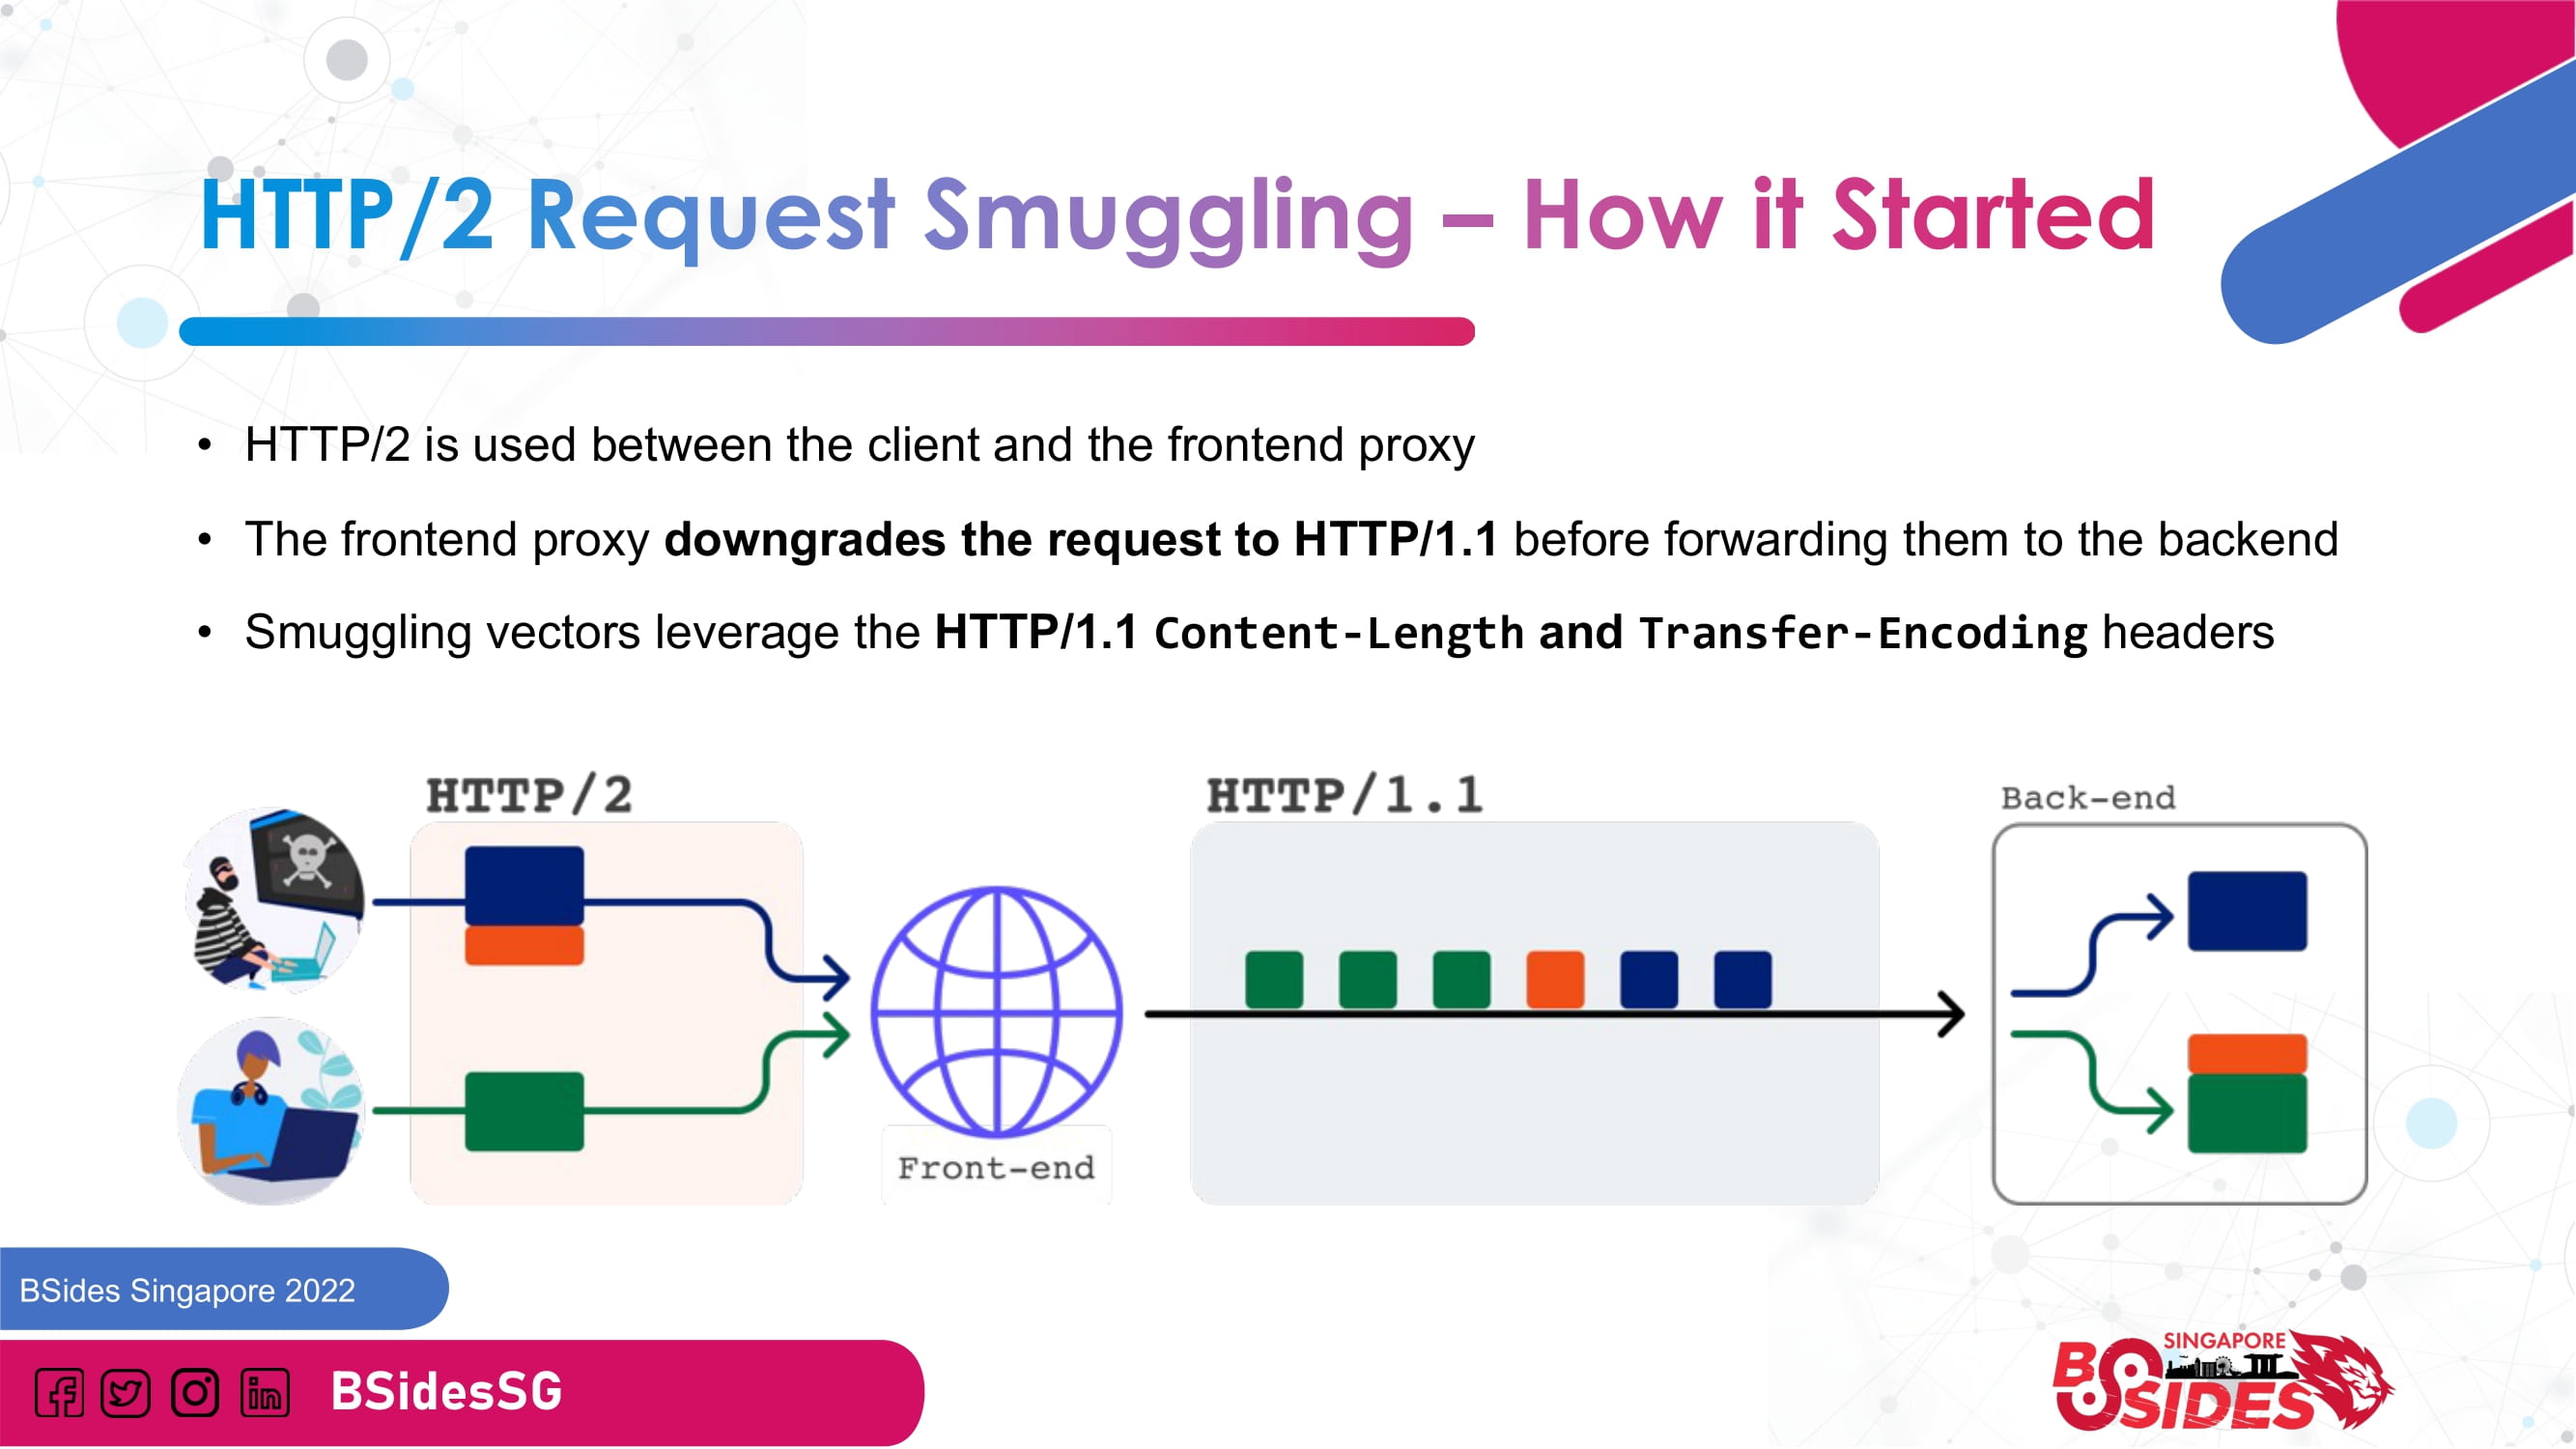 HTTP/2 Request Smuggling – How it Started
• HTTP/2 is used between the client and the frontend proxy
• The frontend proxy downgrades the request to HTTP/1.1 before forwarding them to the backend
• Smuggling vectors leverage the HTTP/1.1 Content-Length and Transfer-Encoding headers
HTTP/2
HTTP/1.1
Back-end
Front-end
BSides Singapore 2022
BSidesSG
SINGAPORE
BSIDES